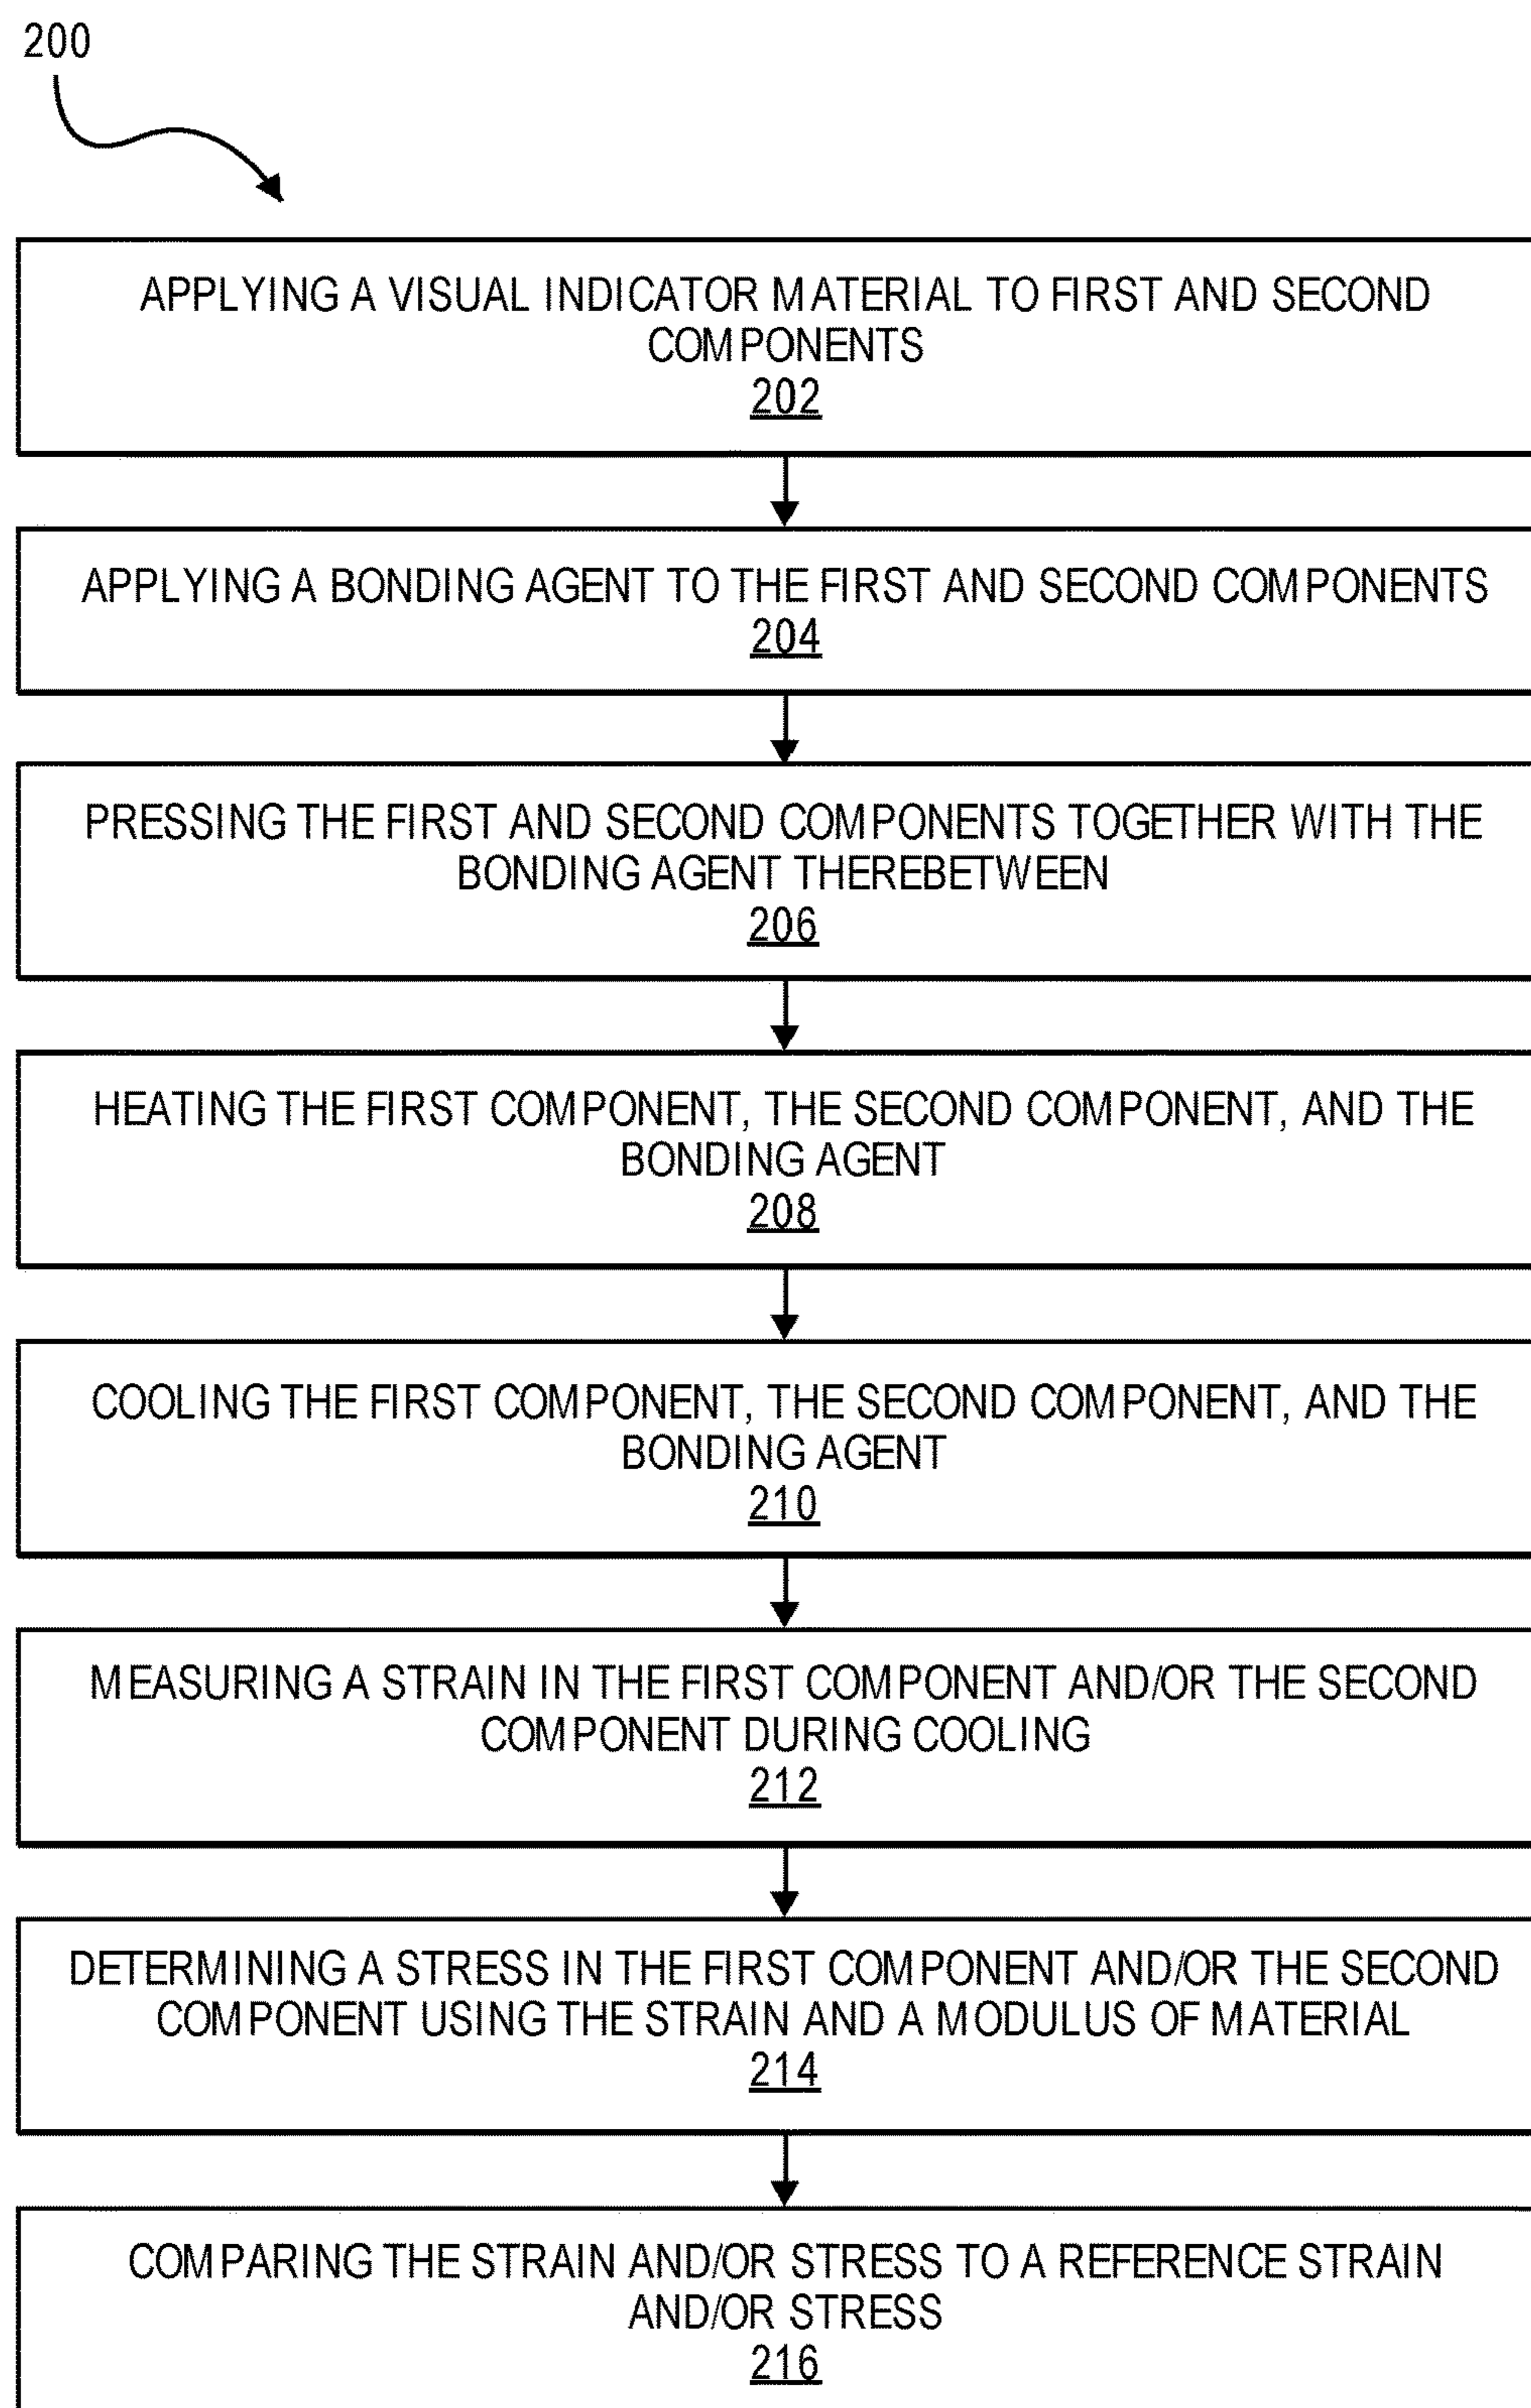 200
APPLYING A VISUAL INDICATOR MATERIAL TO FIRST AND SECOND
COMPONENTS
202
APPLYING A BONDING AGENT TO THE FIRST AND SECOND COMPONENTS
204
PRESSING THE FIRST AND SECOND COMPONENTS TOGETHER WITH THE
BONDING AGENT THEREBETWEEN
206
HEATING THE FIRST COMPONENT, THE SECOND COMPONENT, AND THE
BONDING AGENT
208
COOLING THE FIRST COMPONENT, THE SECOND COMPONENT, AND THE
BONDING AGENT
210
MEASURING A STRAIN IN THE FIRST COMPONENT AND/OR THE SECOND
COMPONENT DURING COOLING
212
DETERMINING A STRESS IN THE FIRST COMPONENT AND/OR THE SECOND
COMPONENT USING THE STRAIN AND A MODULUS OF MATERIAL
214
COMPARING THE STRAIN AND/OR STRESS TO A REFERENCE STRAIN
AND/OR STRESS
216